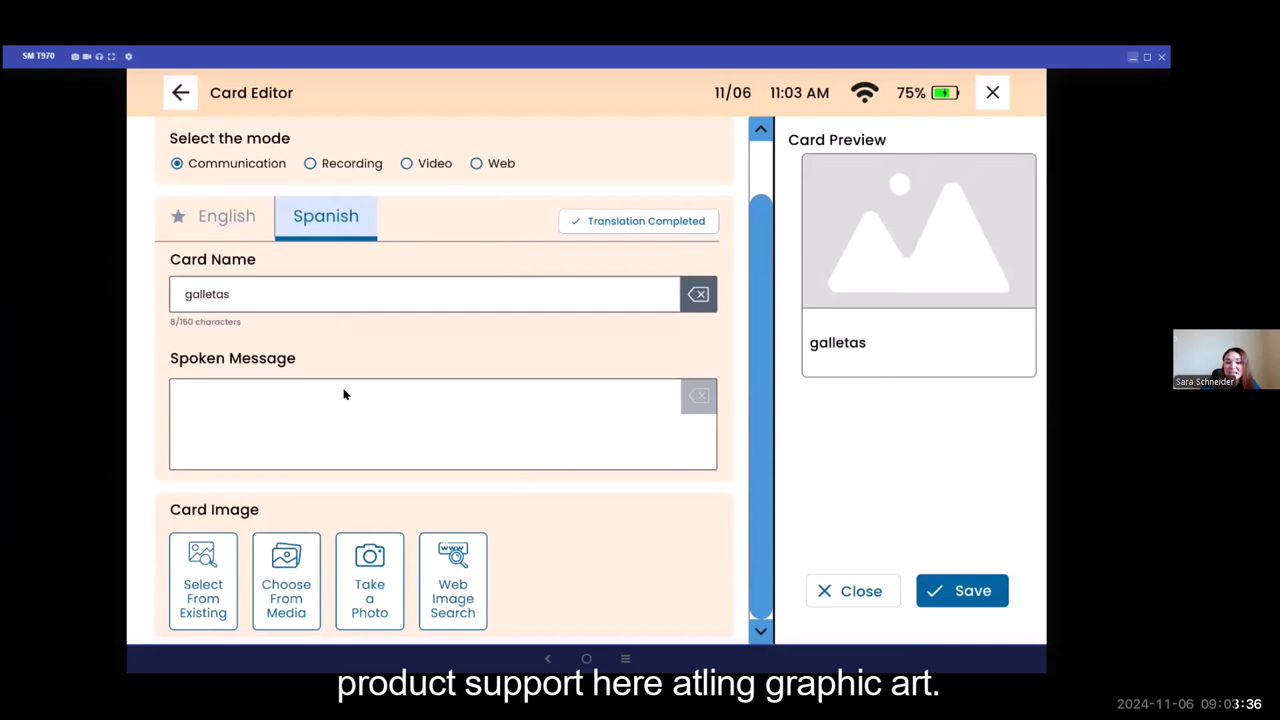 SM T970
Card Editor
11/06 11:03 AM 75%
Select the mode
Communication Recording Video Web
English Spanish Translation Completed
Card Name
galletas
8/150 characters
Spoken Message
Card Image
Select From Existing
Choose From Media
Take a Photo
www
Web Image Search
Card Preview
galletas
Close Save
Sara Schneider
product support here atling graphic art.
2024-11-06